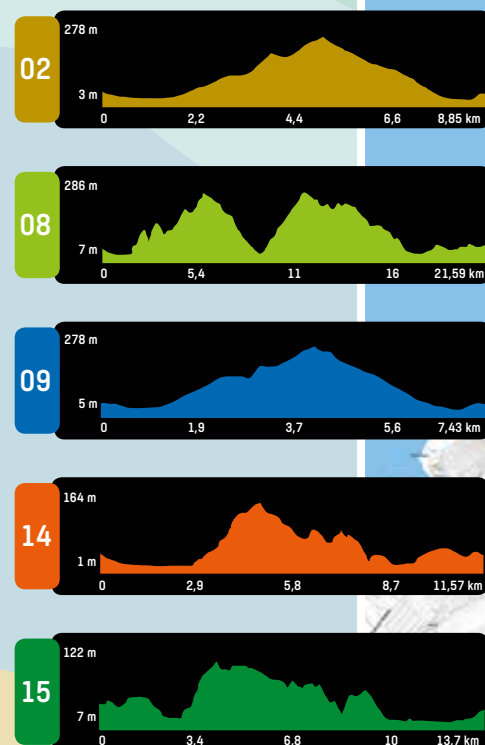 02
278 m
3 m
0 2,2 4,4 6,6 8,85 km
08
286 m
7 m
0 5,4 11 16 21,59 km
09
278 m
5 m
0 1,9 3,7 5,6 7,43 km
14
164 m
1 m
0 2,9 5,8 8,7 11,57 km
15
122 m
7 m
0 3,4 6,8 10 13,7 km